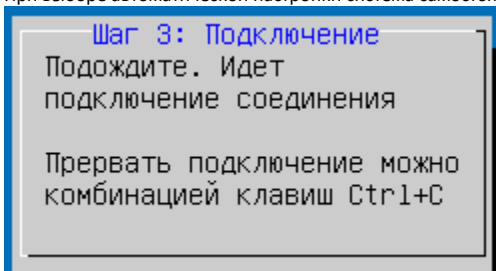 Шаг 3: Подключение
Подождите. Идет
подключение соединения
Прервать подключение можно
комбинацией клавиш Ctrl+C